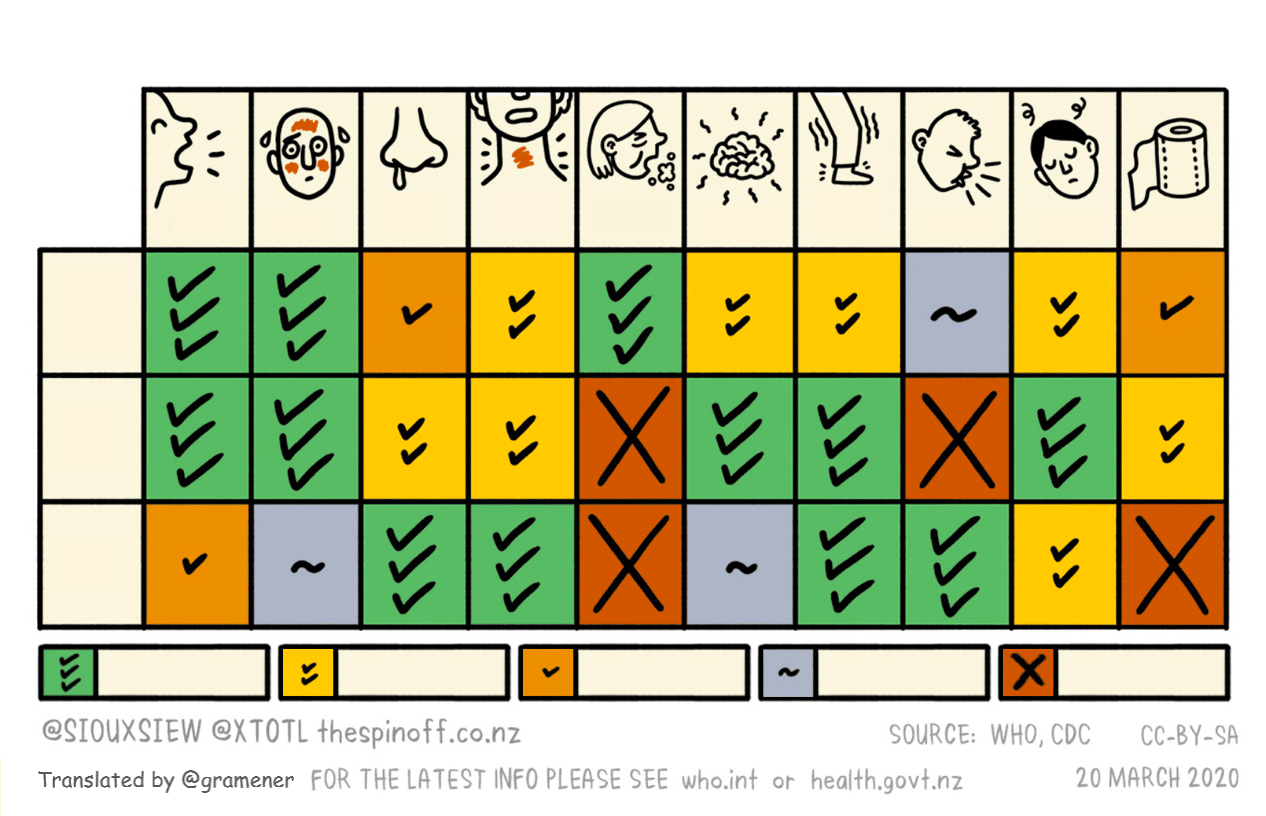 @SIOUXSIEW @XTOTL thespinoff.co.nz SOURCE: WHO, CDC CC-BY-SA
Translated by @gramener FOR THE LATEST INFO PLEASE SEE who.int or health.govt.nz 20 MARCH 2020